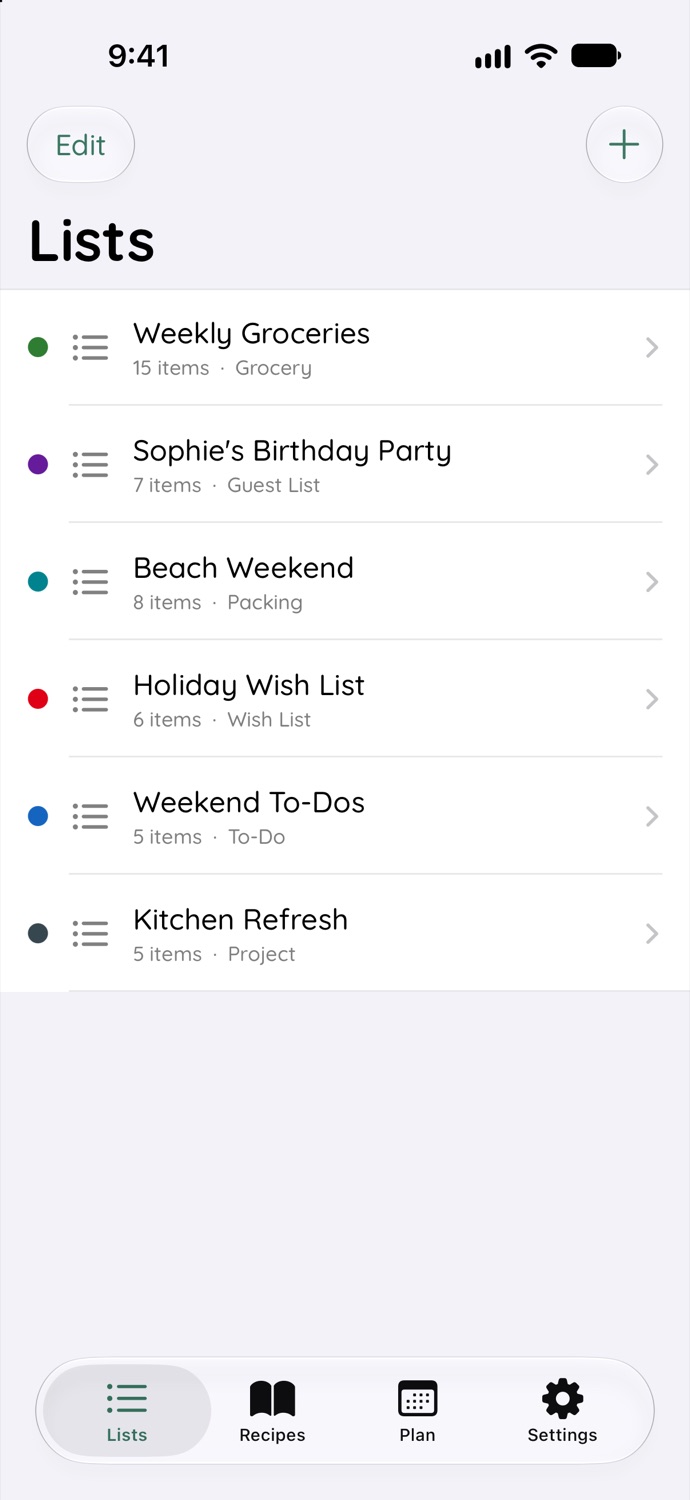 9:41
Edit
Lists
Weekly Groceries
15 items · Grocery
Sophie's Birthday Party
7 items · Guest List
Beach Weekend
8 items · Packing
Holiday Wish List
6 items · Wish List
Weekend To-Dos
5 items · To-Do
Kitchen Refresh
5 items · Project
Lists Recipes Plan Settings